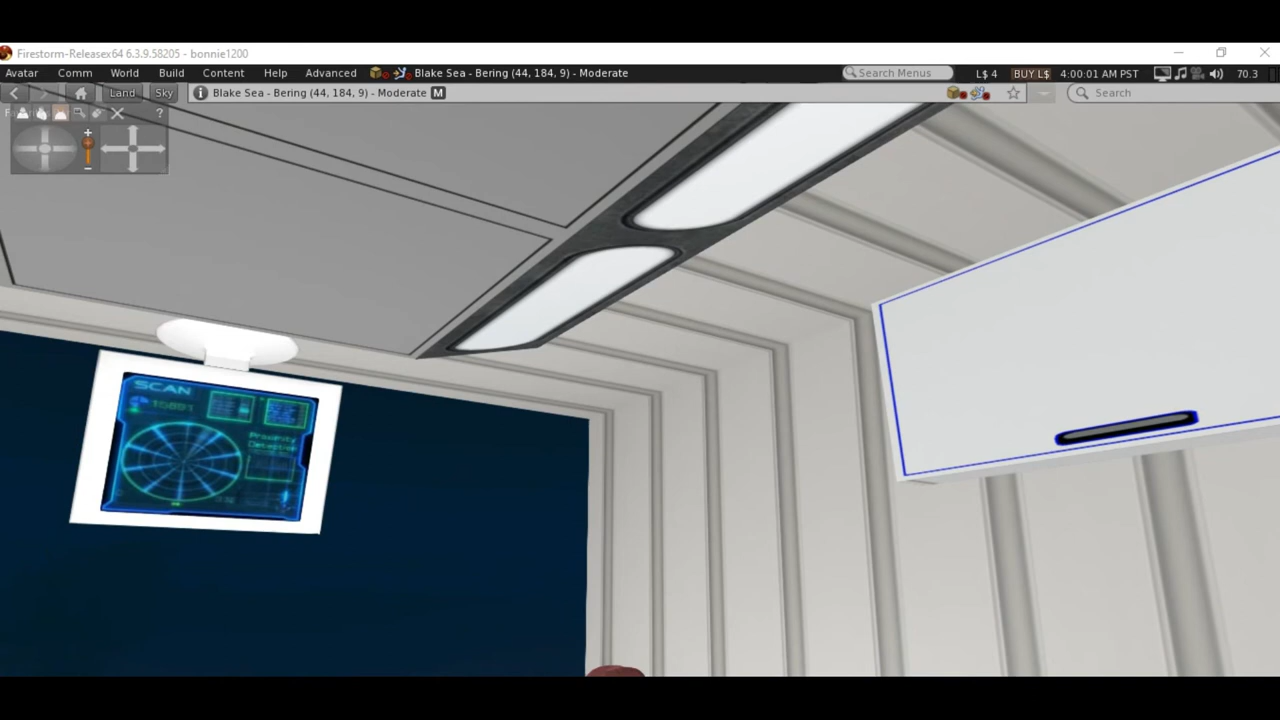 Firestorm-Releasex64 6.3.9.58205 - bonnie1200
Avatar Comm World Build Content Help Advanced Blake Sea - Bering (44, 184, 9) - Moderate Search Menus L$ 4 BUY L$ 4:00:01 AM PST 70.3
Land Sky Blake Sea - Bering (44, 184, 9) - Moderate M Search
?
SCAN
Proximity